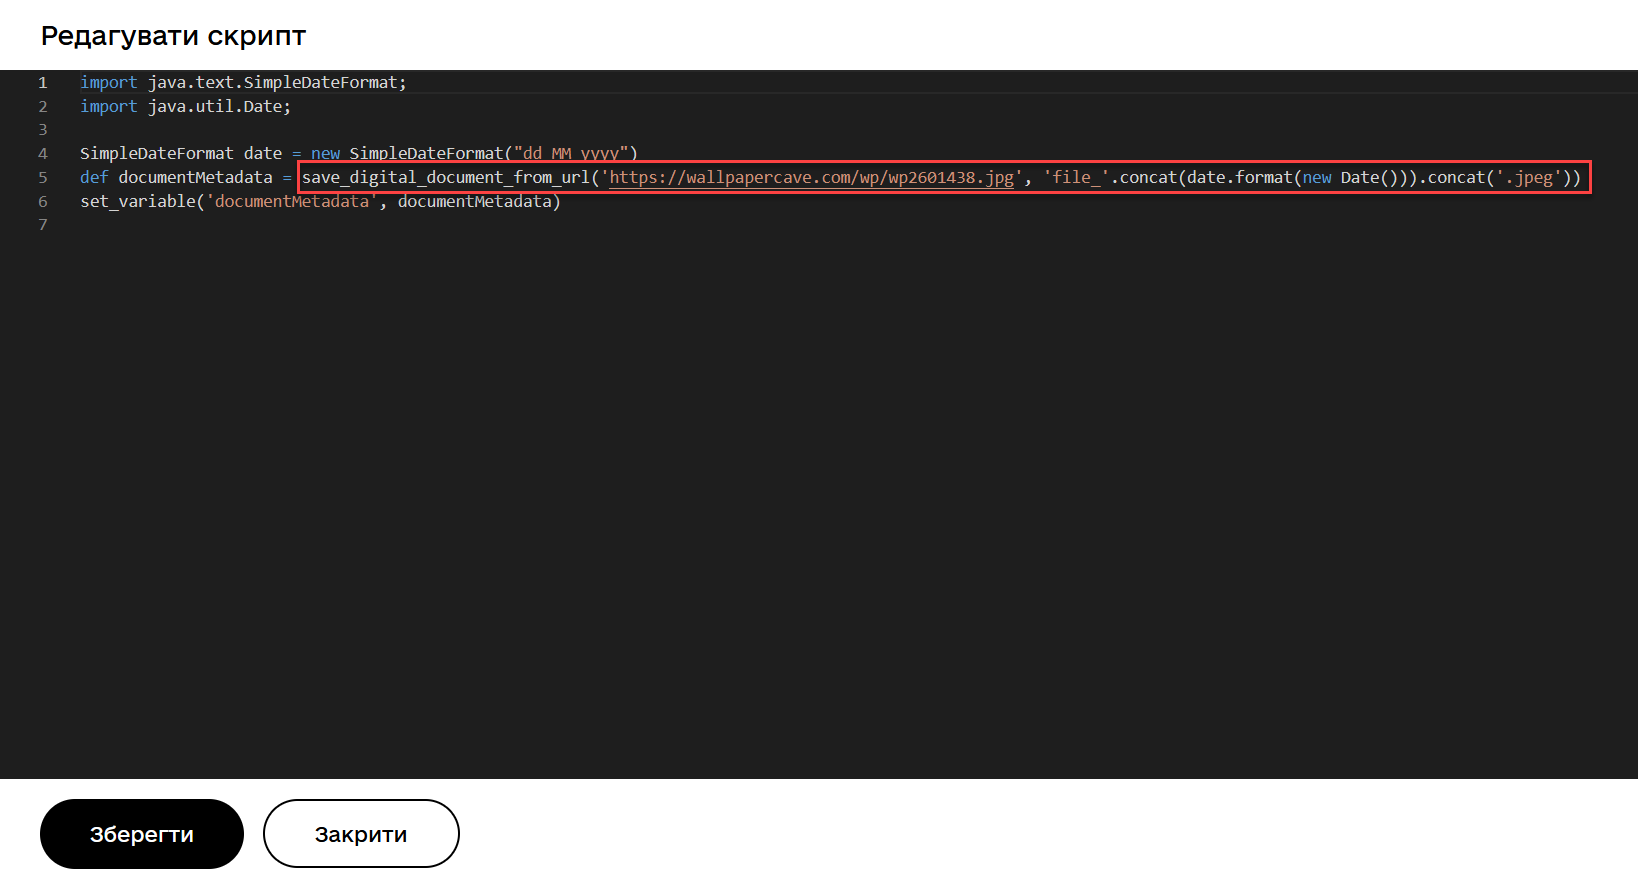 Редагувати скрипт
1 import java.text.SimpleDateFormat;
2 import java.util.Date;
3
4 SimpleDateFormat date = new SimpleDateFormat("dd MM yyyy")
5 def documentMetadata = save_digital_document_from_url('https://wallpapercave.com/wp/wp2601438.jpg', 'file_'.concat(date.format(new Date())).concat('.jpeg'))
6 set_variable('documentMetadata', documentMetadata)
7
Зберегти
Закрити